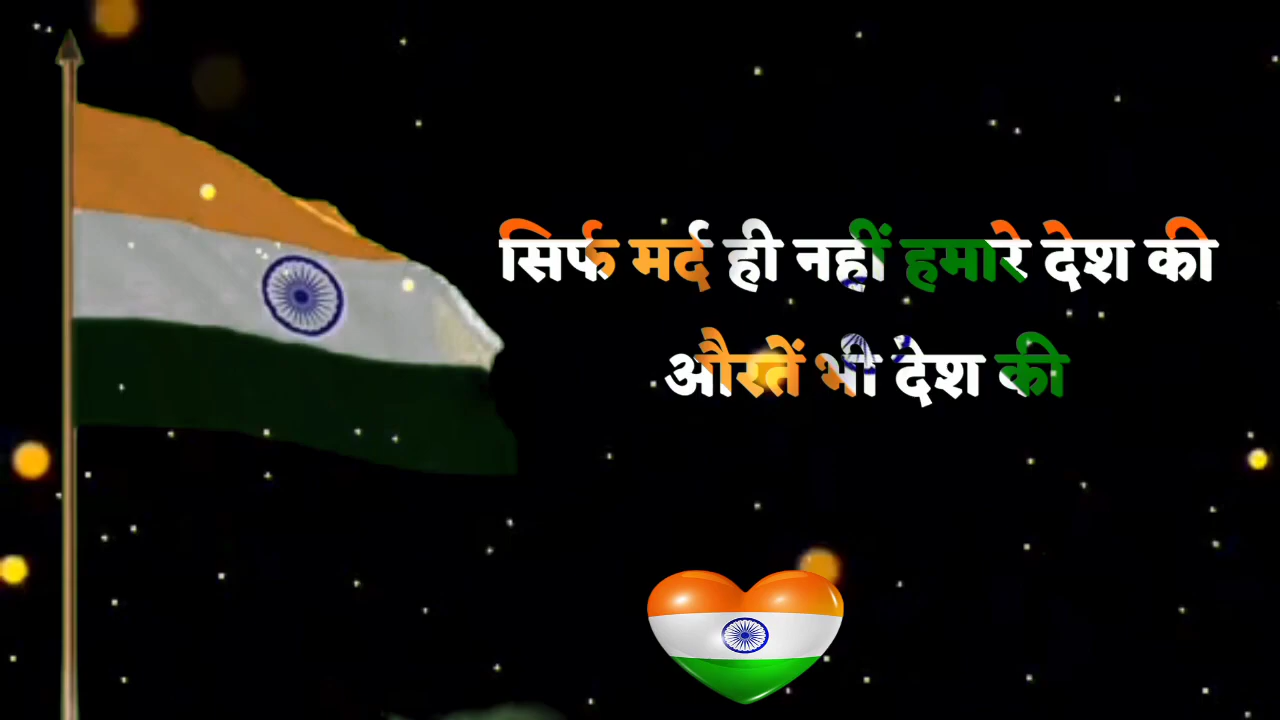 सिर्फ मर्द ही नहीं हमारे देश की
औरतें भी देश की